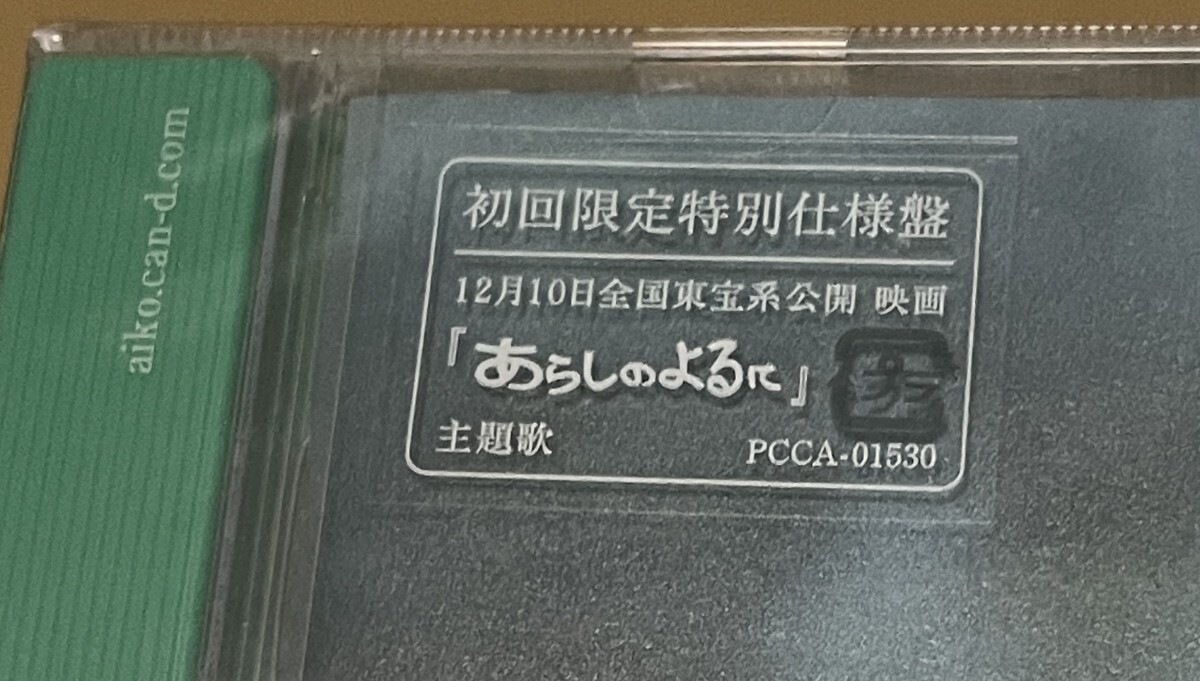 aiko.can-d.com
初回限定特別仕様盤
12月10日全国東宝系公開 映画
『あらしのよるに』
プラ
主題歌 PCCA-01530